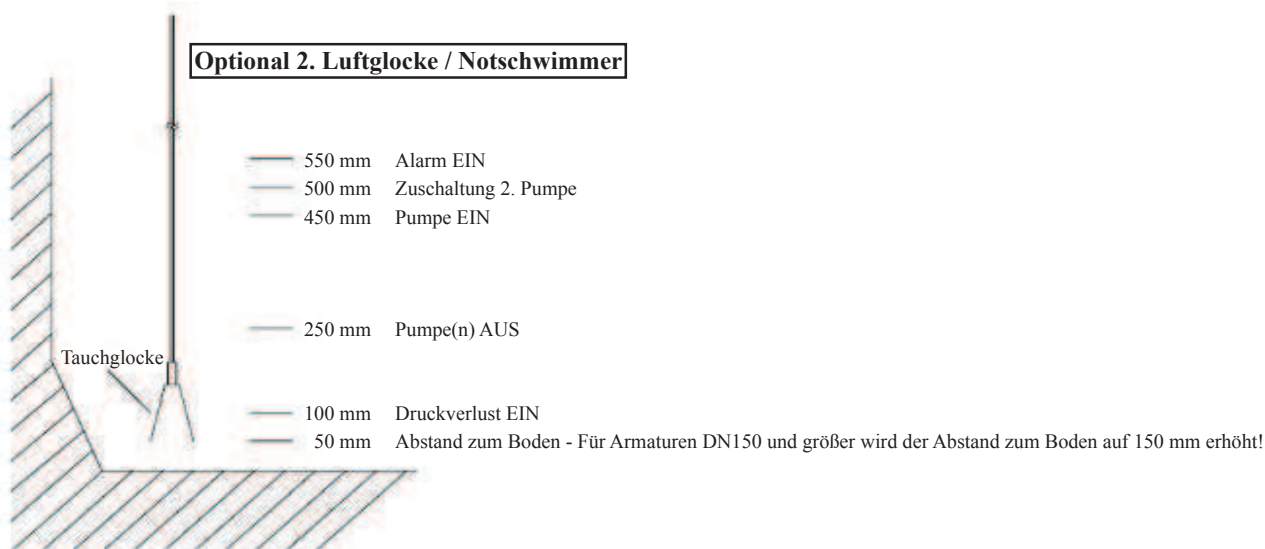 Optional 2. Luftglocke / Notschwimmer
550 mm Alarm EIN
500 mm Zuschaltung 2. Pumpe
450 mm Pumpe EIN
250 mm Pumpe(n) AUS
Tauchglocke
100 mm Druckverlust EIN
50 mm Abstand zum Boden - Für Armaturen DN150 und größer wird der Abstand zum Boden auf 150 mm erhöht!